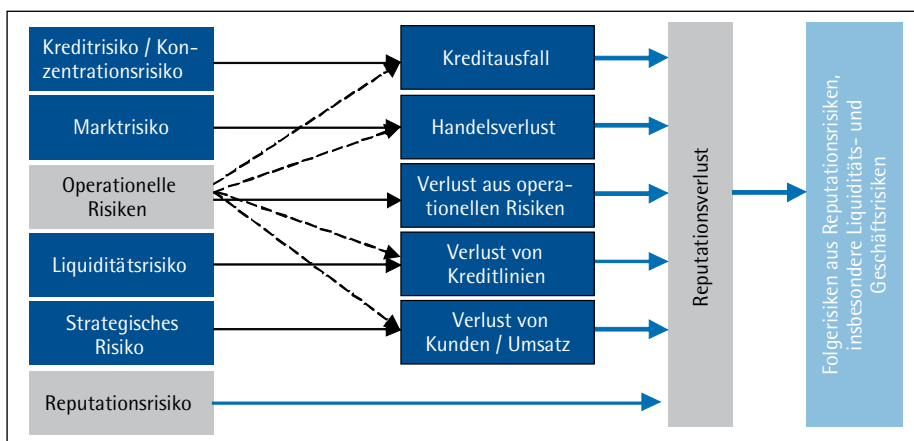 Kreditrisiko / Kon-
zentrationsrisiko
Kreditausfall
Marktrisiko
Handelsverlust
Operationelle
Risiken
Verlust aus opera-
tionellen Risiken
Liquiditätsrisiko
Verlust von
Kreditlinien
Strategisches
Risiko
Verlust von
Kunden / Umsatz
Reputationsrisiko
Reputationsverlust
Folgerisiken aus Reputationsrisiken,
insbesondere Liquiditäts- und
Geschäftsrisiken